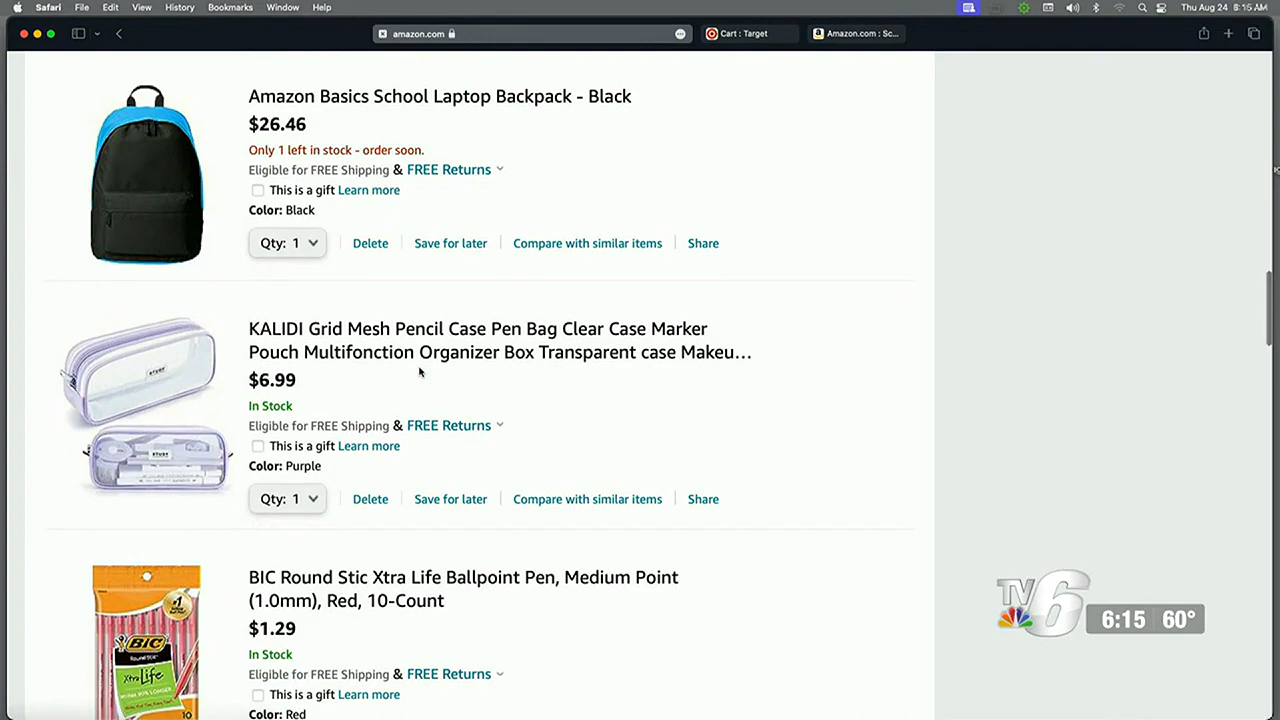 Safari File Edit View History Bookmarks Window Help Thu Aug 24 8:15 AM
amazon.com Cart : Target Amazon.com : Sc...
Amazon Basics School Laptop Backpack - Black
$26.46
Only 1 left in stock - order soon.
Eligible for FREE Shipping & FREE Returns
This is a gift Learn more
Color: Black
Qty: 1 Delete Save for later Compare with similar items Share
KALIDI Grid Mesh Pencil Case Pen Bag Clear Case Marker
Pouch Multifonction Organizer Box Transparent case Makeu...
$6.99
In Stock
Eligible for FREE Shipping & FREE Returns
This is a gift Learn more
Color: Purple
STUDY
STUDY
Qty: 1 Delete Save for later Compare with similar items Share
BIC Round Stic Xtra Life Ballpoint Pen, Medium Point
(1.0mm), Red, 10-Count
$1.29
In Stock
Eligible for FREE Shipping & FREE Returns
This is a gift Learn more
Color: Red
#1
BIC
Round Stic
Xtra Life
10
TV6
6:15 60°